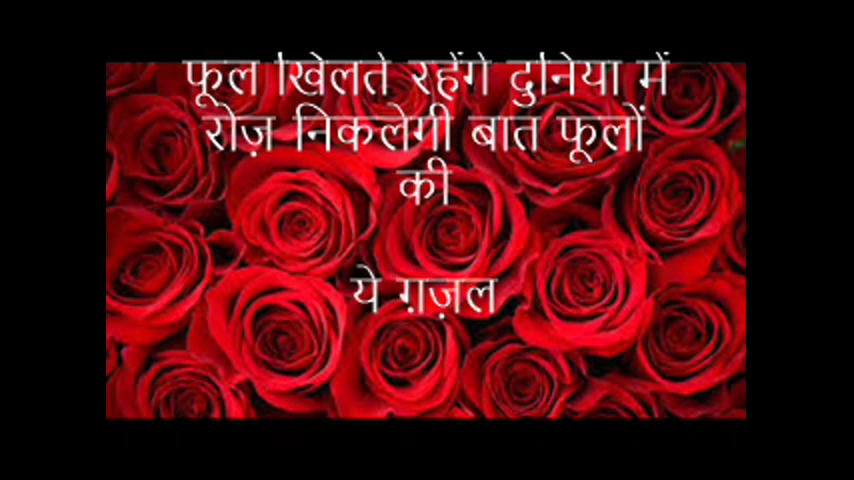 फूल खिलते रहेंगे दुनिया में
रोज़ निकलेगी बात फूलों
की
ये ग़ज़ल